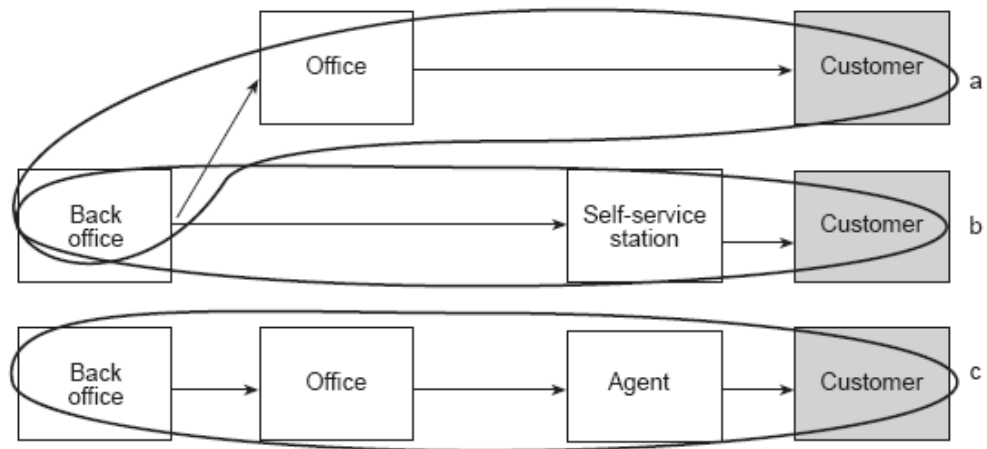 Office
Customer
a
Back
office
Self-service
station
Customer
b
Back
office
Office
Agent
Customer
c